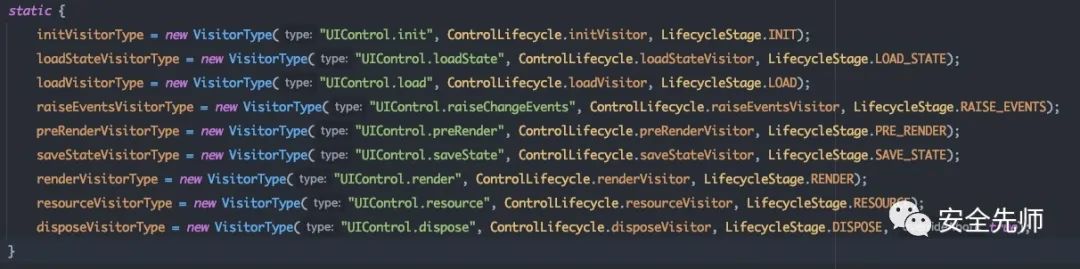 static {
initVisitorType = new VisitorType( type: "UIControl.init", ControlLifecycle.initVisitor, LifecycleStage.INIT);
loadStateVisitorType = new VisitorType( type: "UIControl.loadState", ControlLifecycle.loadStateVisitor, LifecycleStage.LOAD_STATE);
loadVisitorType = new VisitorType( type: "UIControl.load", ControlLifecycle.loadVisitor, LifecycleStage.LOAD);
raiseEventsVisitorType = new VisitorType( type: "UIControl.raiseChangeEvents", ControlLifecycle.raiseEventsVisitor, LifecycleStage.RAISE_EVENTS);
preRenderVisitorType = new VisitorType( type: "UIControl.preRender", ControlLifecycle.preRenderVisitor, LifecycleStage.PRE_RENDER);
saveStateVisitorType = new VisitorType( type: "UIControl.saveState", ControlLifecycle.saveStateVisitor, LifecycleStage.SAVE_STATE);
renderVisitorType = new VisitorType( type: "UIControl.render", ControlLifecycle.renderVisitor, LifecycleStage.RENDER);
resourceVisitorType = new VisitorType( type: "UIControl.resource", ControlLifecycle.resourceVisitor, LifecycleStage.RESOURCE);
disposeVisitorType = new VisitorType( type: "UIControl.dispose", ControlLifecycle.disposeVisitor, LifecycleStage.DISPOSE,
}
安全先师